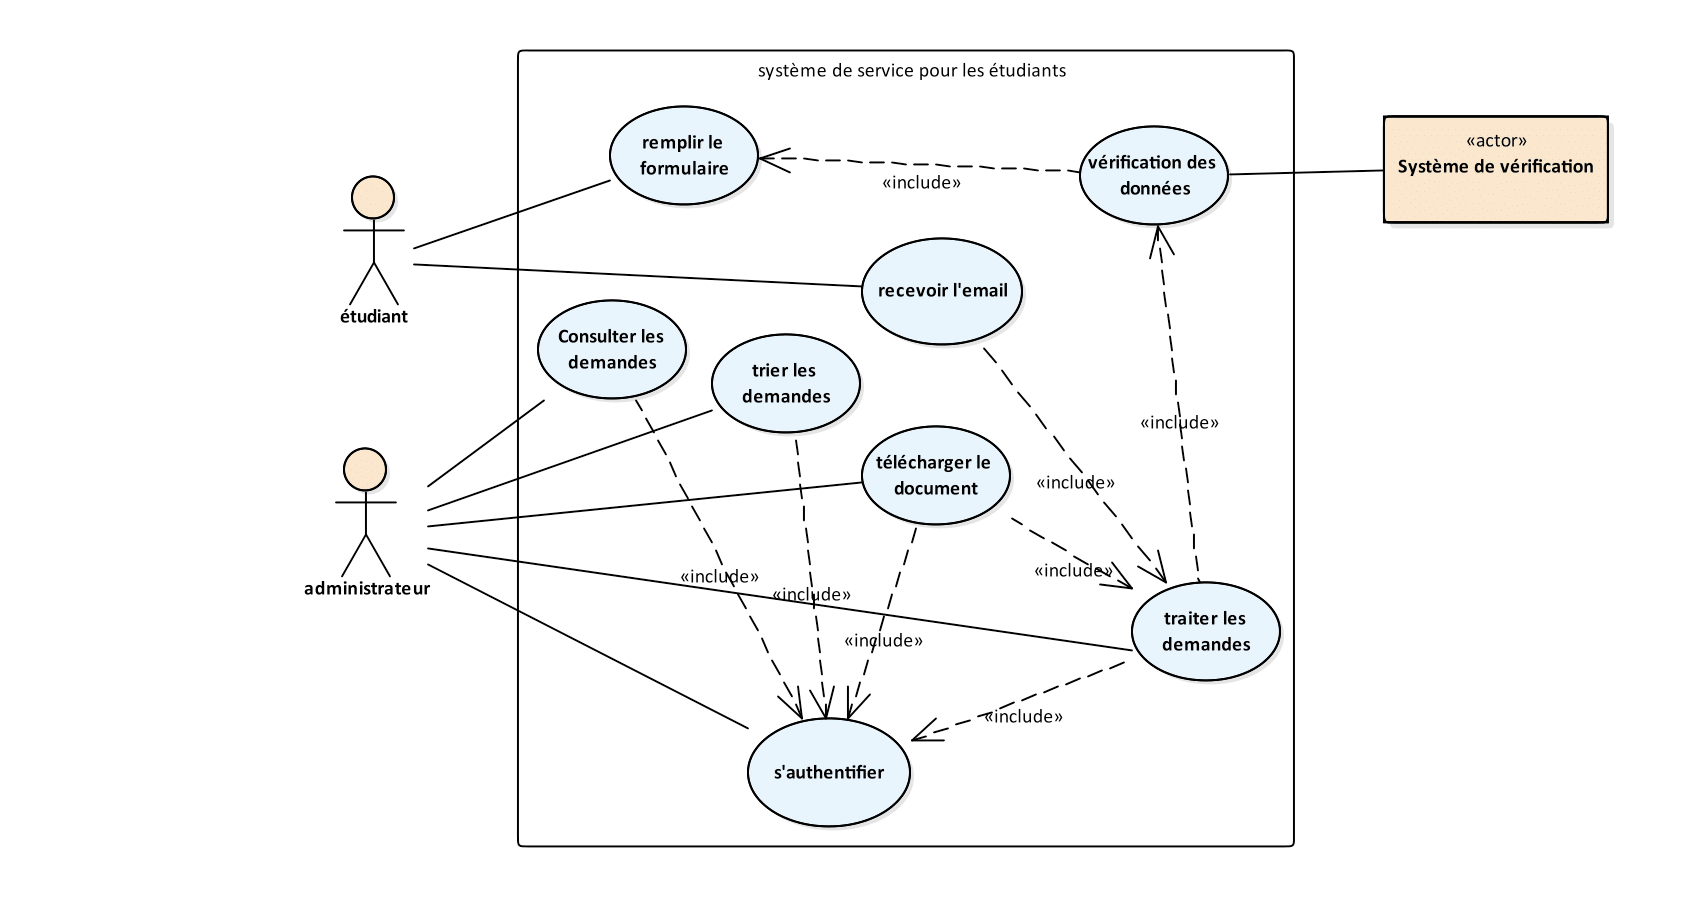 système de service pour les étudiants
remplir le
formulaire
«include»
vérification des
données
«actor»
Système de vérification
étudiant
recevoir l'email
Consulter les
demandes
trier les
demandes
«include»
télécharger le
document
«include»
administrateur
«include»
«include»
«include»
«include»
traiter les
demandes
«include»
s'authentifier